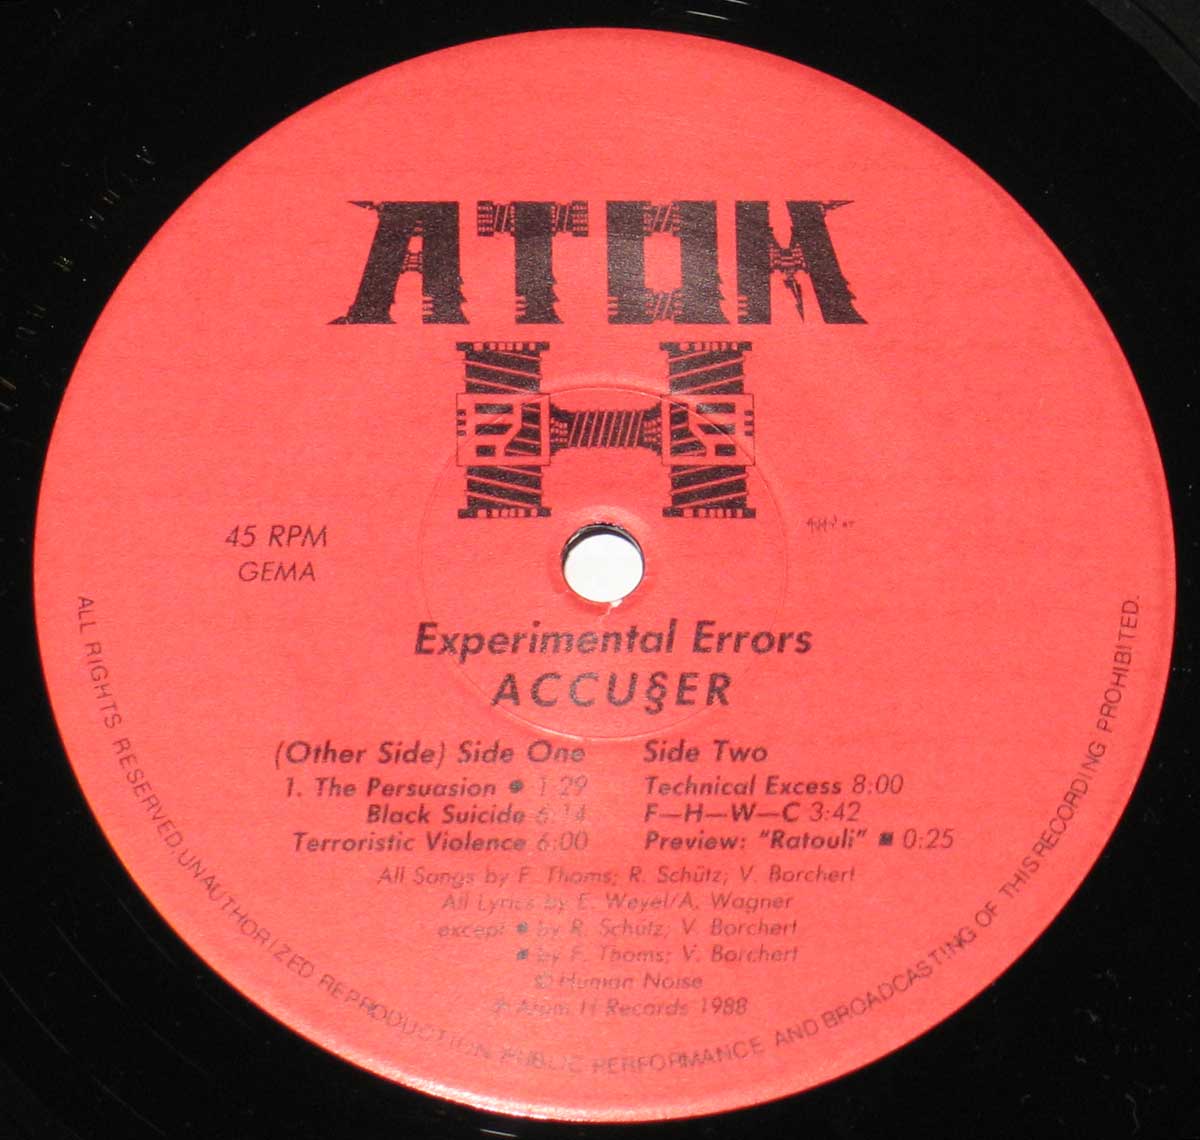 ATOM
H
45 RPM
GEMA
Experimental Errors
ACCU§ER
(Other Side) Side One
1. The Persuasion • 1:29
Black Suicide 6:14
Terroristic Violence 6:00
Side Two
Technical Excess 8:00
F—H—W—C 3:42
Preview: "Ratouli" ■ 0:25
All Songs by F. Thoms; R. Schütz; V. Borchert
All Lyrics by E. Weyel/A. Wagner
except • by R. Schütz; V. Borchert
■ by F. Thoms; V. Borchert
© Human Noise
℗ Atom H Records 1988
ALL RIGHTS RESERVED. UNAUTHORIZED REPRODUCTION, PUBLIC PERFORMANCE AND BROADCASTING OF THIS RECORDING PROHIBITED.